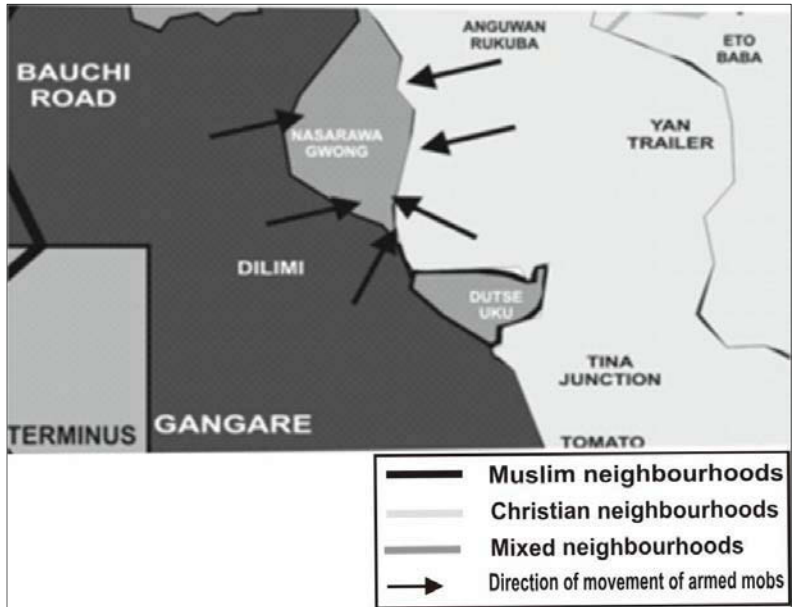 ANGUWAN
RUKUBA
ETO
BABA
BAUCHI
ROAD
YAN
TRAILER
NASARAWA
GWONG
DILIMI
DUTSE
UKU
TINA
JUNCTION
TERMINUS
GANGARE
TOMATO
Muslim neighbourhoods
Christian neighbourhoods
Mixed neighbourhoods
Direction of movement of armed mobs